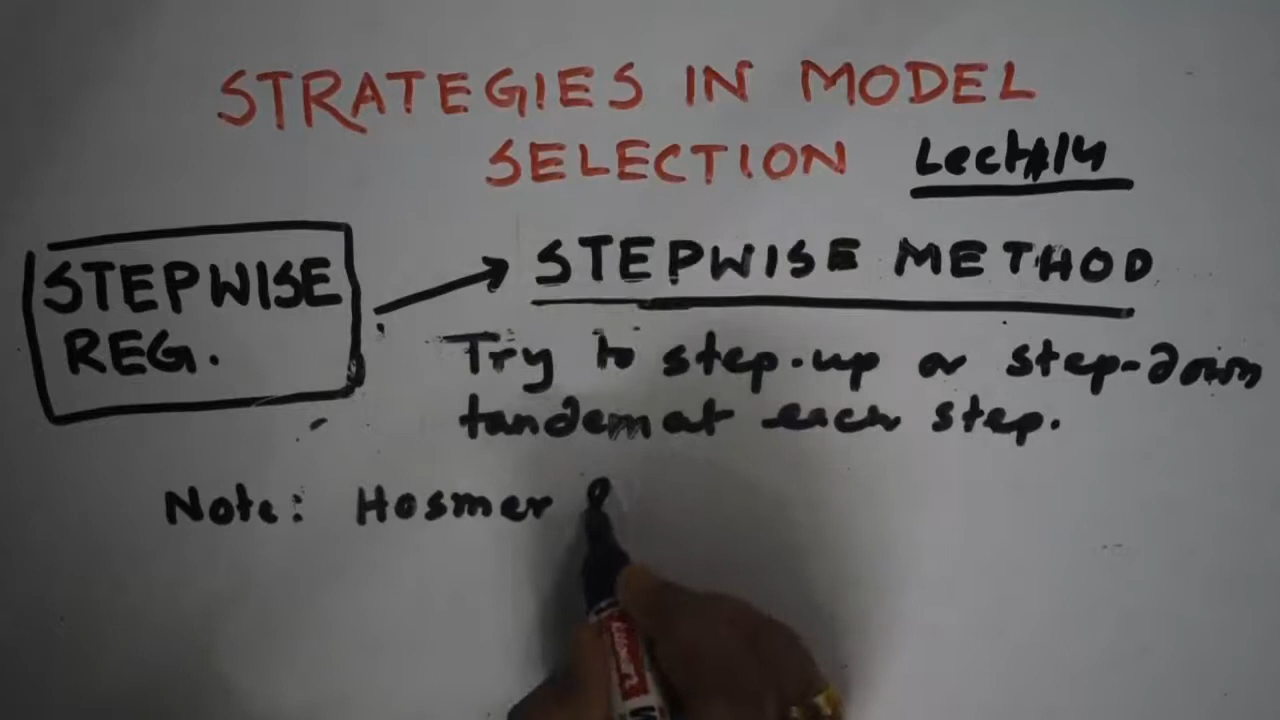 STRATEGIES IN MODEL
SELECTION Lect#14
STEPWISE
REG.
STEPWISE METHOD
Try to step-up or step-down
tandem at each step.
Note: Hosmer